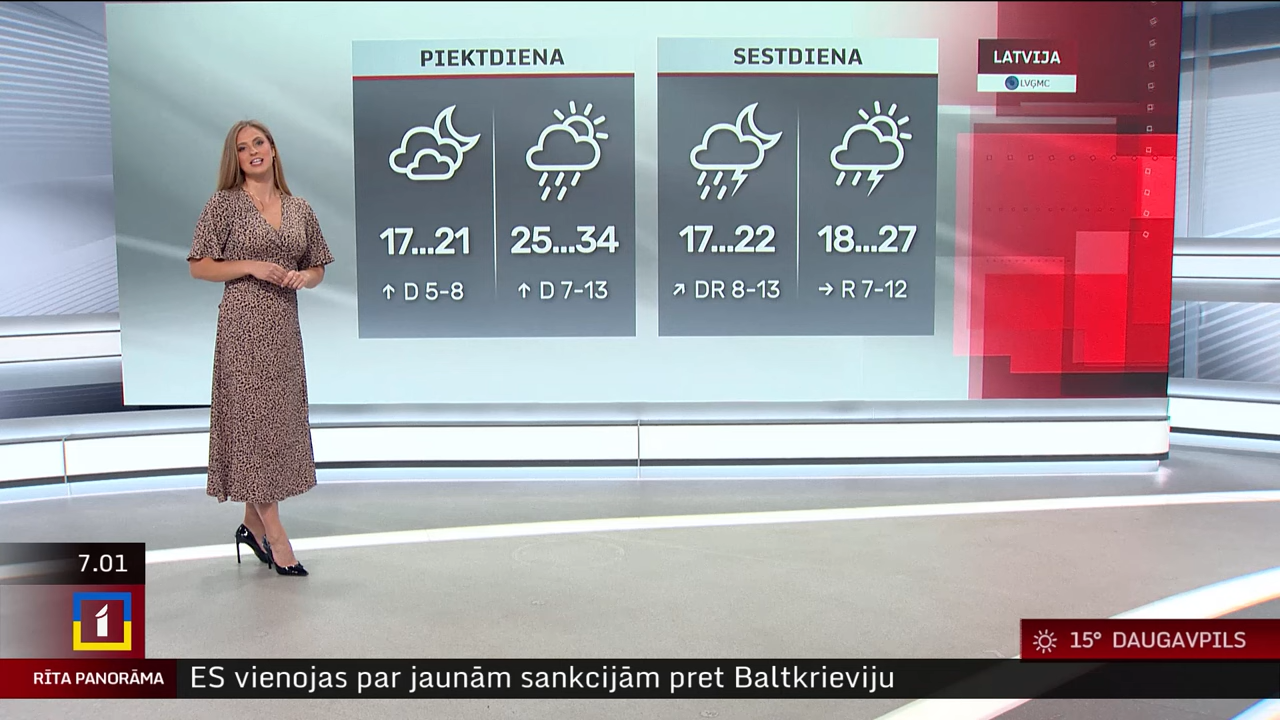 PIEKTDIENA
17...21
25...34
↑ D 5-8
↑ D 7-13
SESTDIENA
17...22
18...27
↗ DR 8-13
→ R 7-12
LATVIJA
LVĢMC
7.01
1
15° DAUGAVPILS
RĪTA PANORĀMA
ES vienojas par jaunām sankcijām pret Baltkrieviju